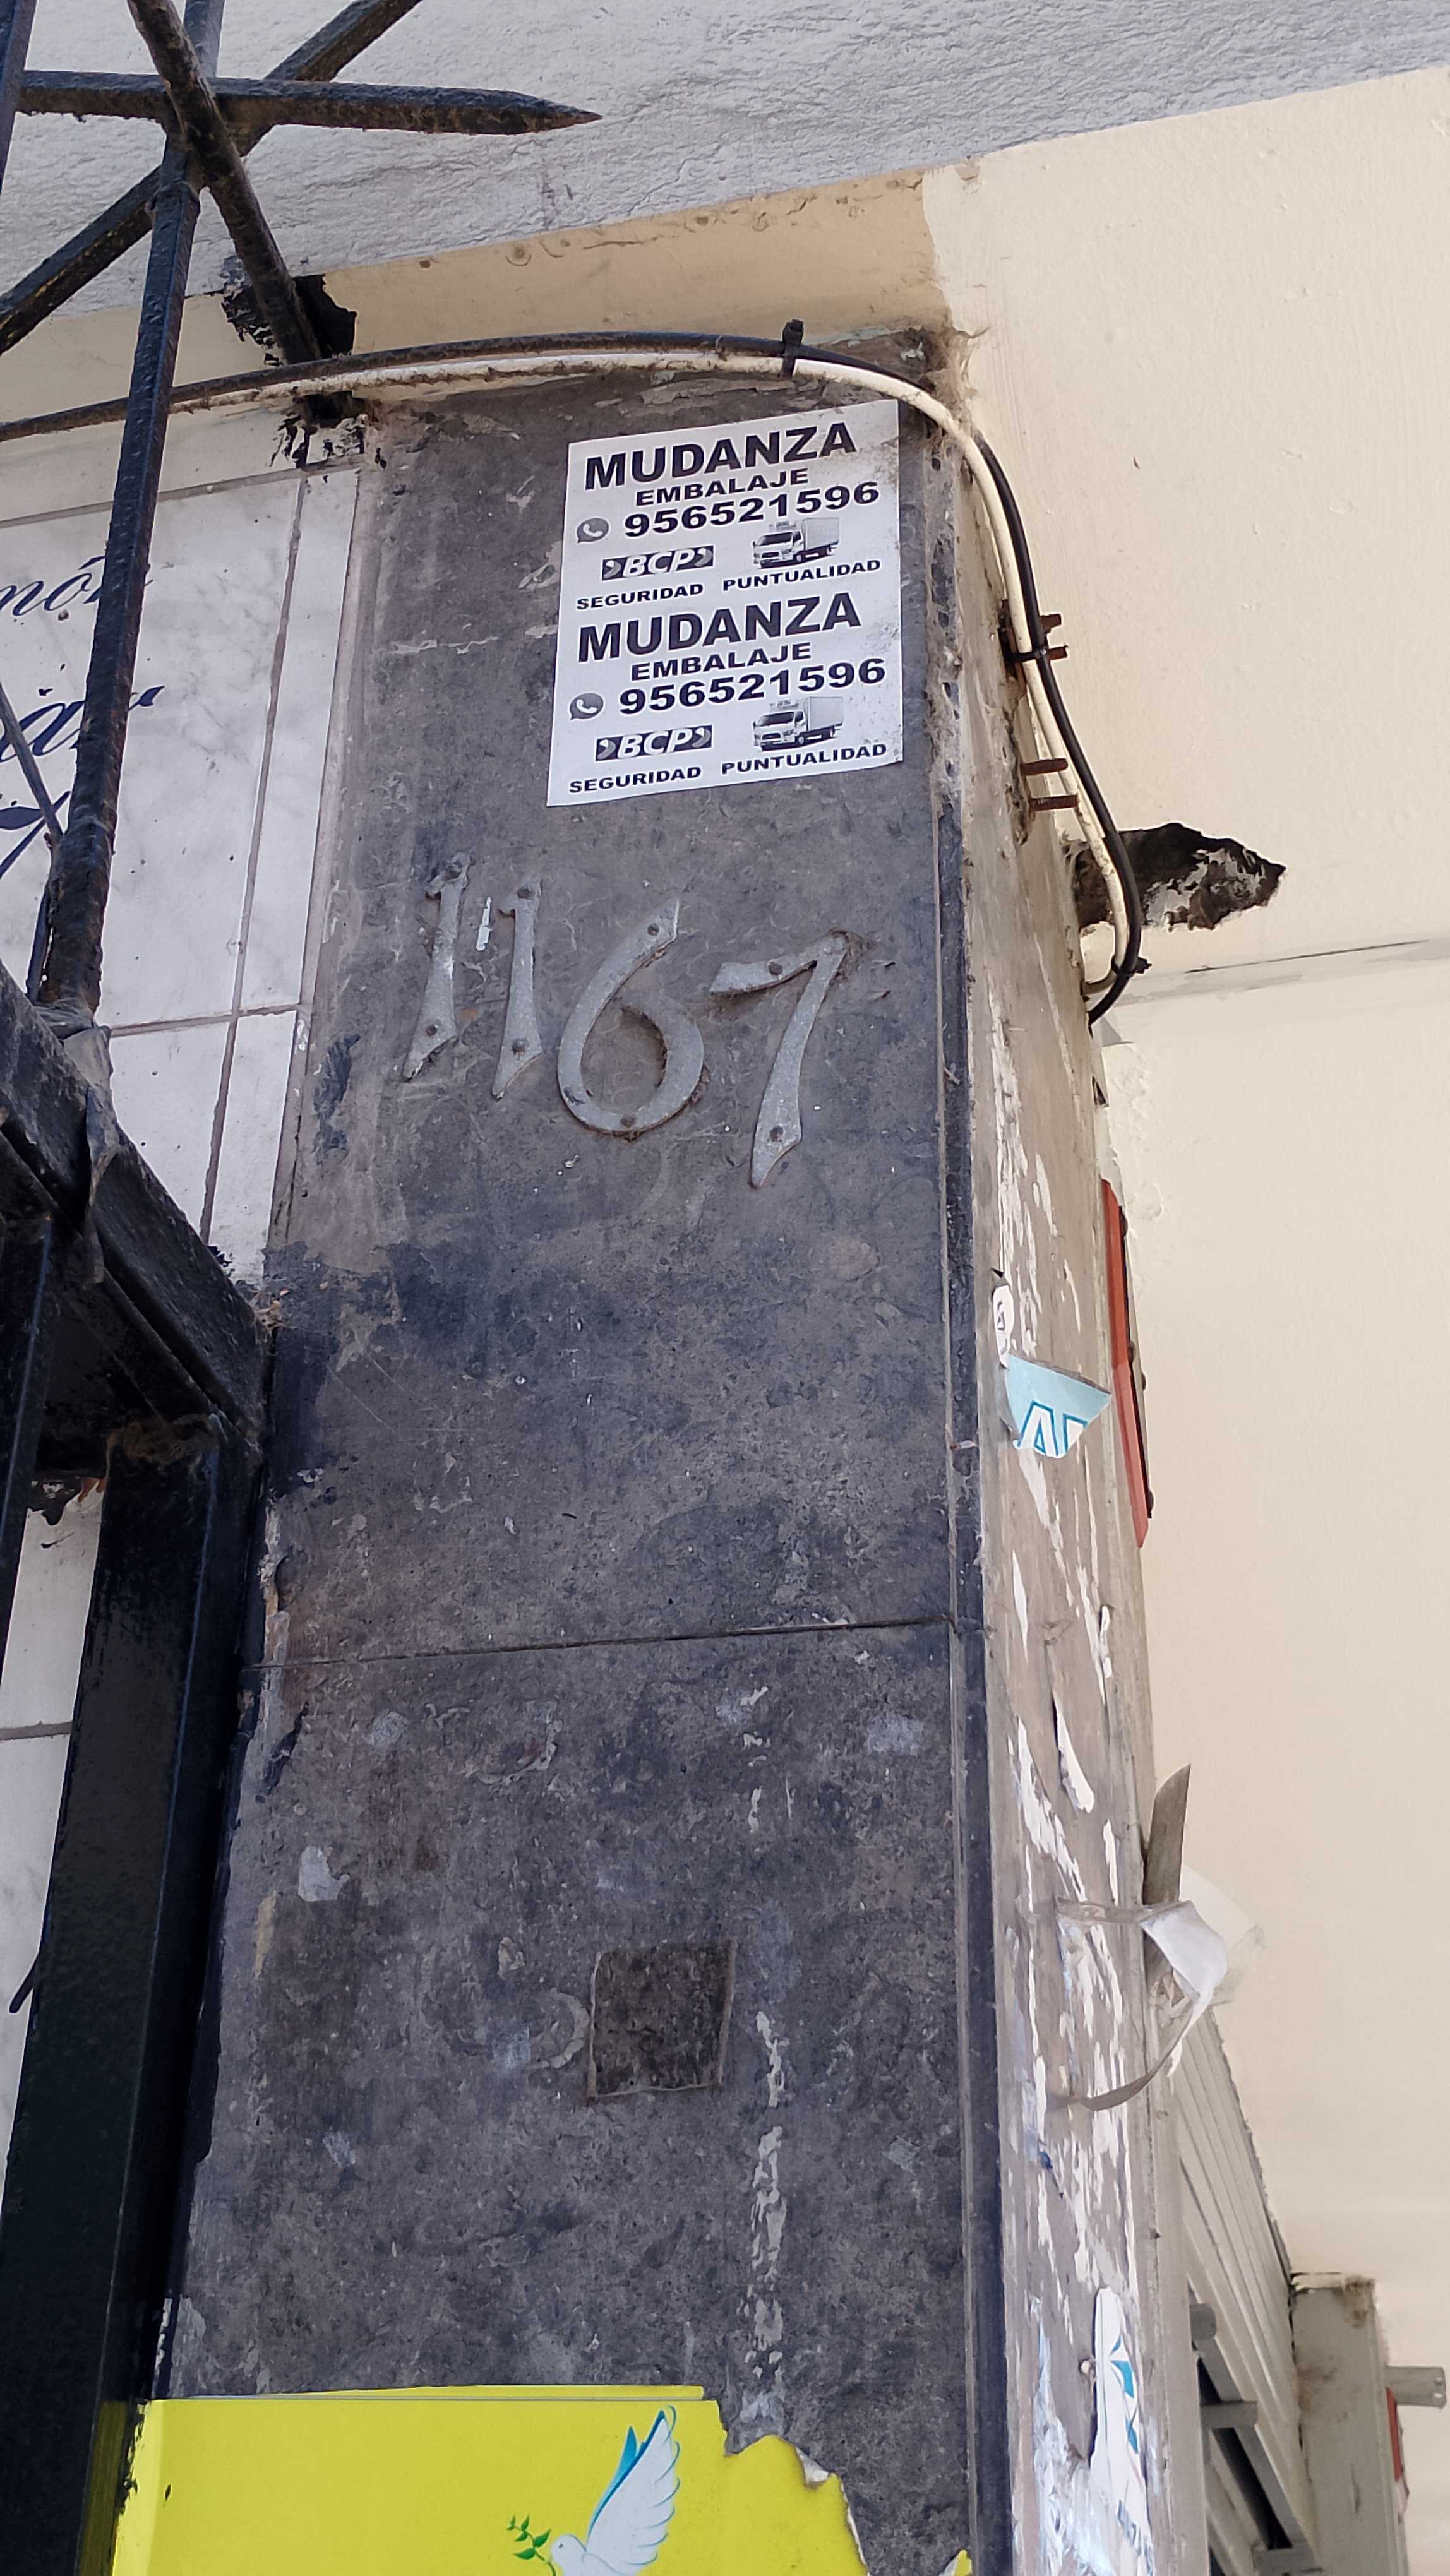 MUDANZA
EMBALAJE
956521596
BCP
SEGURIDAD PUNTUALIDAD
MUDANZA
EMBALAJE
956521596
BCP
SEGURIDAD PUNTUALIDAD
1167